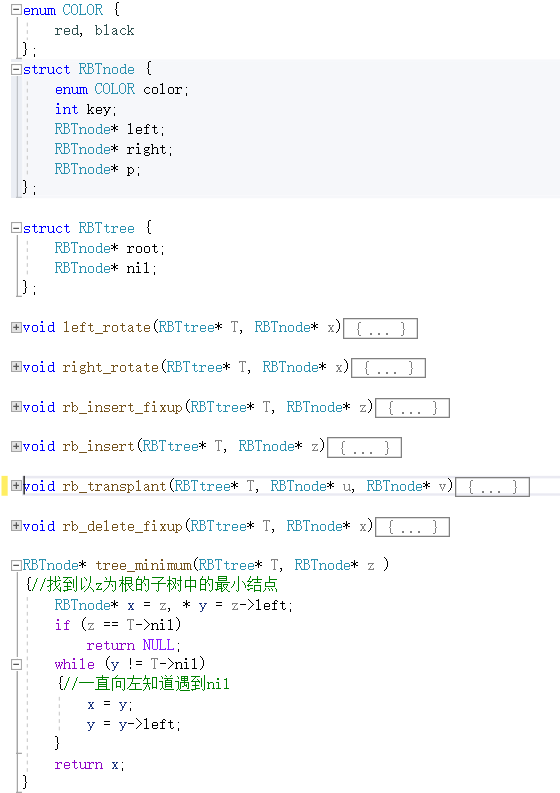 enum COLOR {
red, black
};
struct RBTnode {
enum COLOR color;
int key;
RBTnode* left;
RBTnode* right;
RBTnode* p;
};
struct RBTtree {
RBTnode* root;
RBTnode* nil;
};
void left_rotate(RBTtree* T, RBTnode* x){ ... }
void right_rotate(RBTtree* T, RBTnode* x){ ... }
void rb_insert_fixup(RBTtree* T, RBTnode* z){ ... }
void rb_insert(RBTtree* T, RBTnode* z){ ... }
void rb_transplant(RBTtree* T, RBTnode* u, RBTnode* v){ ... }
void rb_delete_fixup(RBTtree* T, RBTnode* x){ ... }
RBTnode* tree_minimum(RBTtree* T, RBTnode* z )
{//找到以z为根的子树中的最小结点
RBTnode* x = z, * y = z->left;
if (z == T->nil)
return NULL;
while (y != T->nil)
{//一直向左知道遇到nil
x = y;
y = y->left;
}
return x;
}